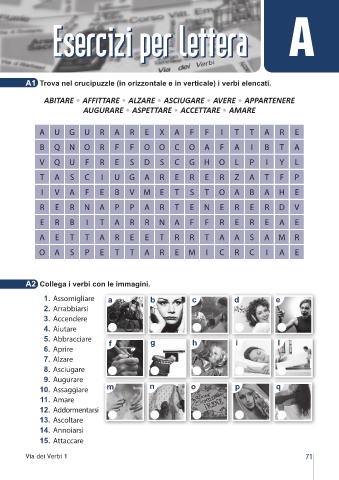 Esercizi per lettera
A
Via dei Verbi
A1 Trova nel crucipuzzle (in orizzontale e in verticale) i verbi elencati.
ABITARE • AFFITTARE • ALZARE • ASCIUGARE • AVERE • APPARTENERE
AUGURARE • ASPETTARE • ACCETTARE • AMARE
A U G U R A R E X A F F I T T A R E
B Q N O R F F O O C O A F A I B T A
V Q U F R E S D S C G H O L P I Y L
T A S C I U G A R E R E R Z A T F P
I V A F E B V M E T S T O A B A H E
R E R N A P P A R T E N E R E R D V
E R B I T A R R N A F F R E R E A E
A E T T A R E E T R R T A A S A M R
O A S P E T T A R E M I C R C I A E
A2 Collega i verbi con le immagini.
1. Assomigliare
2. Arrabbiarsi
3. Accendere
4. Aiutare
5. Abbracciare
6. Aprire
7. Alzare
8. Asciugare
9. Augurare
10. Assaggiare
11. Amare
12. Addormentarsi
13. Ascoltare
14. Annoiarsi
15. Attaccare
a b c d e
f g h i l
m n o p q
Via dei Verbi 1
71